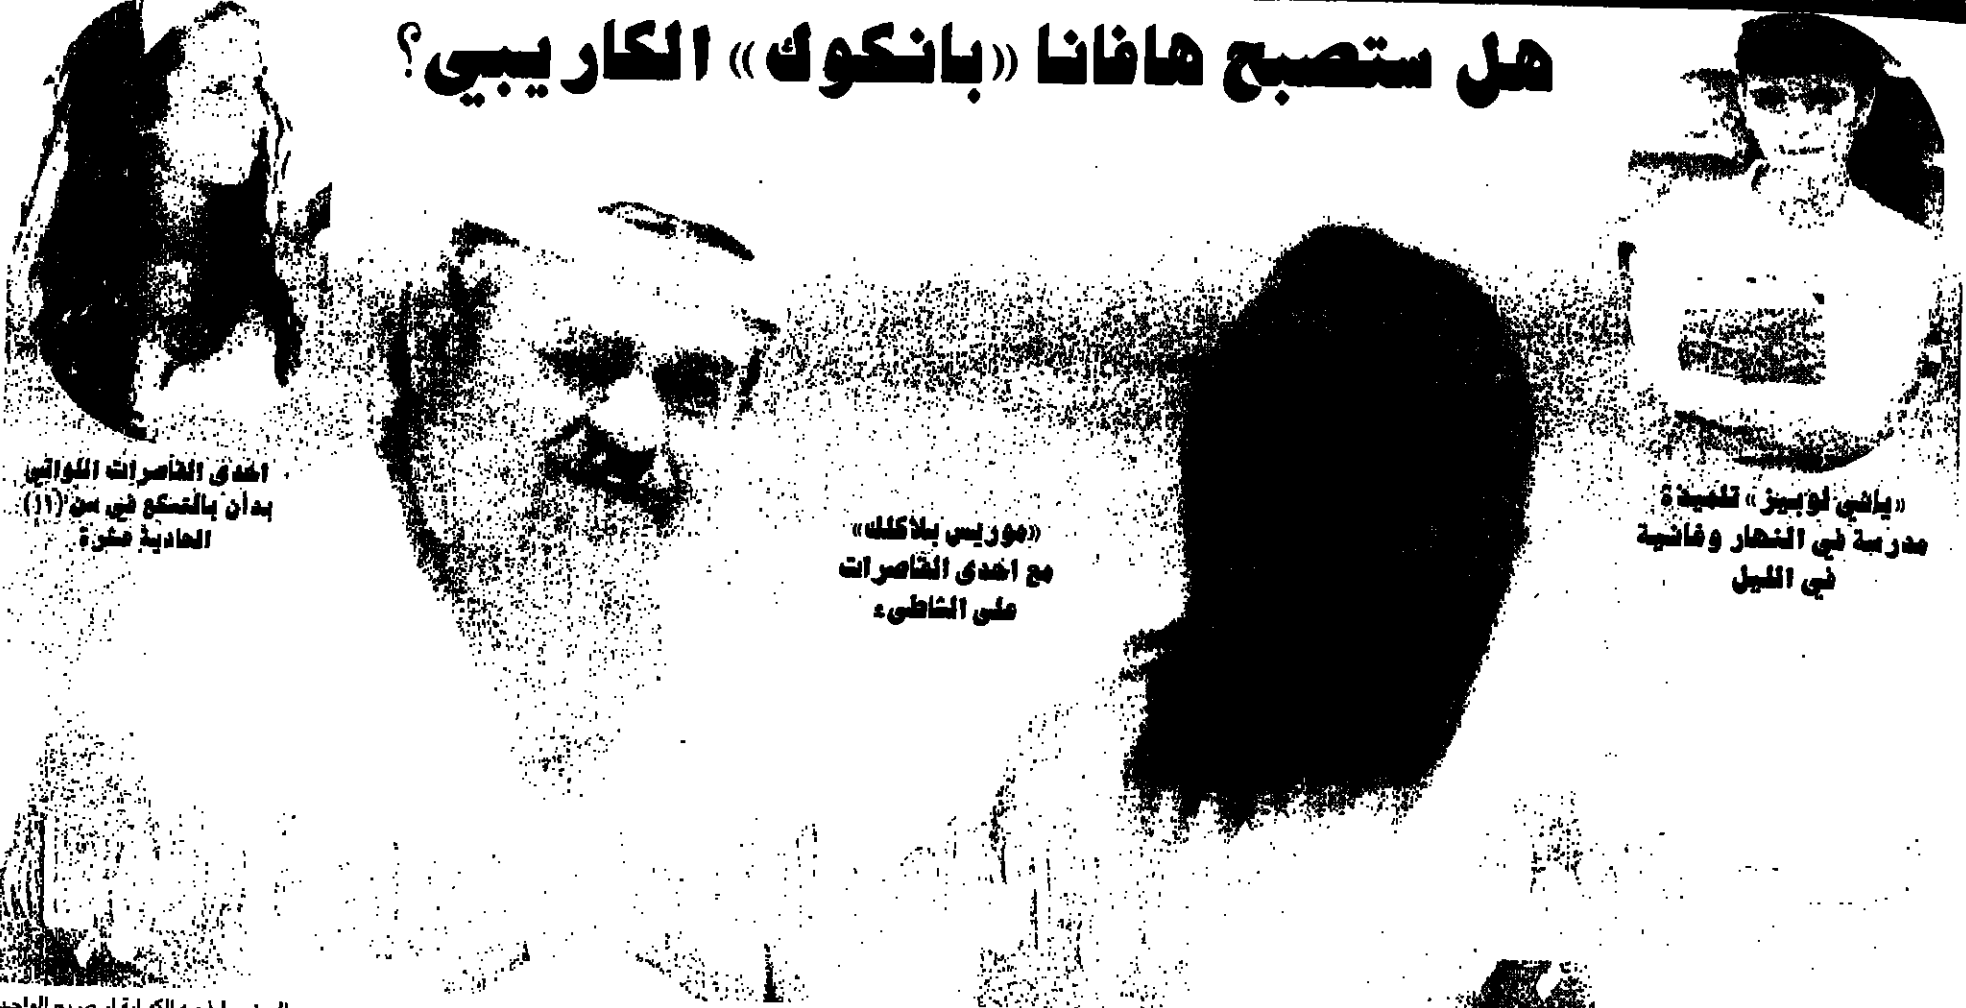 هل ستصبح هافانا «بانكوك» الكاريبي؟
«ياني لوبيز» تلميذة
مدرسة في النهار وغانية
في الليل
«موريس بلاكلك»
مع احدى القاصرات
على الشاطىء
احدى القاصرات اللواتي
بدأن بالتسكع في سن (١١)
الحادية عشرة